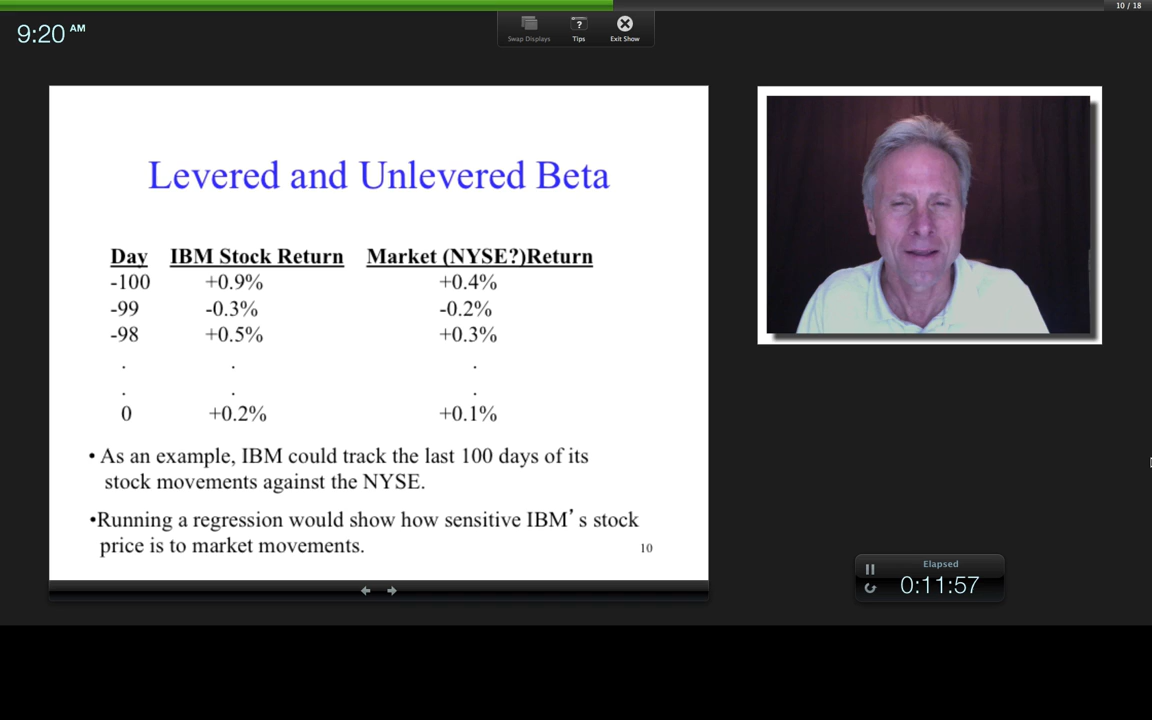 10 / 18
9:20 AM
Swap Displays Tips Exit Show
Levered and Unlevered Beta
Day IBM Stock Return Market (NYSE?)Return
-100 +0.9% +0.4%
-99 -0.3% -0.2%
-98 +0.5% +0.3%
. . .
. . .
0 +0.2% +0.1%
• As an example, IBM could track the last 100 days of its
stock movements against the NYSE.
•Running a regression would show how sensitive IBM’s stock
price is to market movements.
10
Elapsed
0:11:57